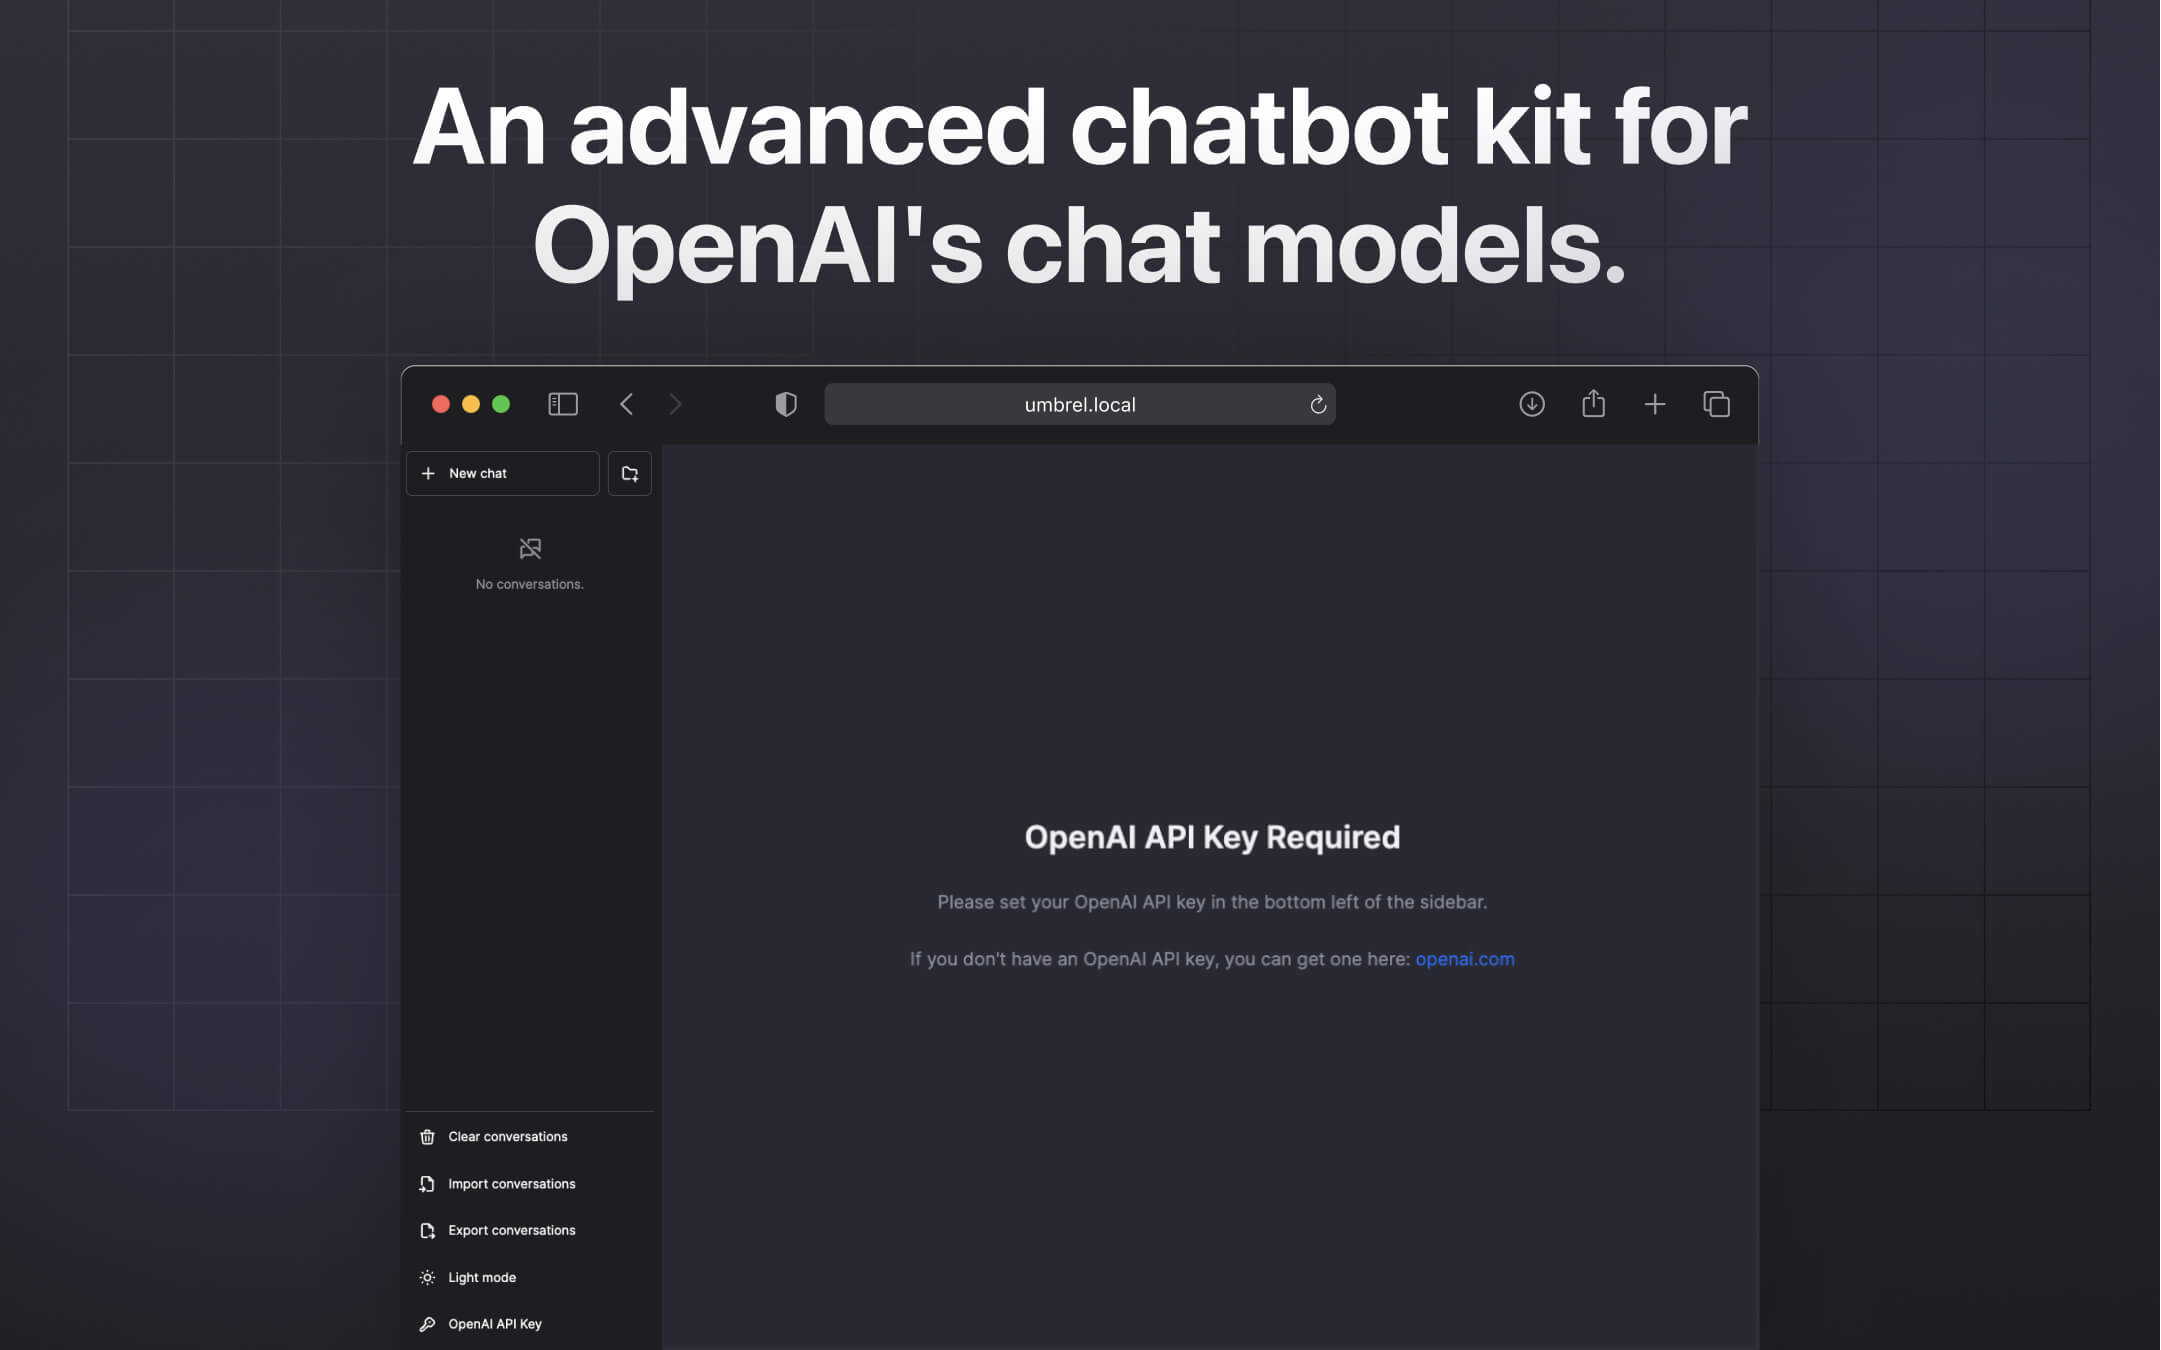 An advanced chatbot kit for
OpenAI's chat models.
umbrel.local
New chat
No conversations.
OpenAI API Key Required
Please set your OpenAI API key in the bottom left of the sidebar.
If you don't have an OpenAI API key, you can get one here: openai.com
Clear conversations
Import conversations
Export conversations
Light mode
OpenAI API Key